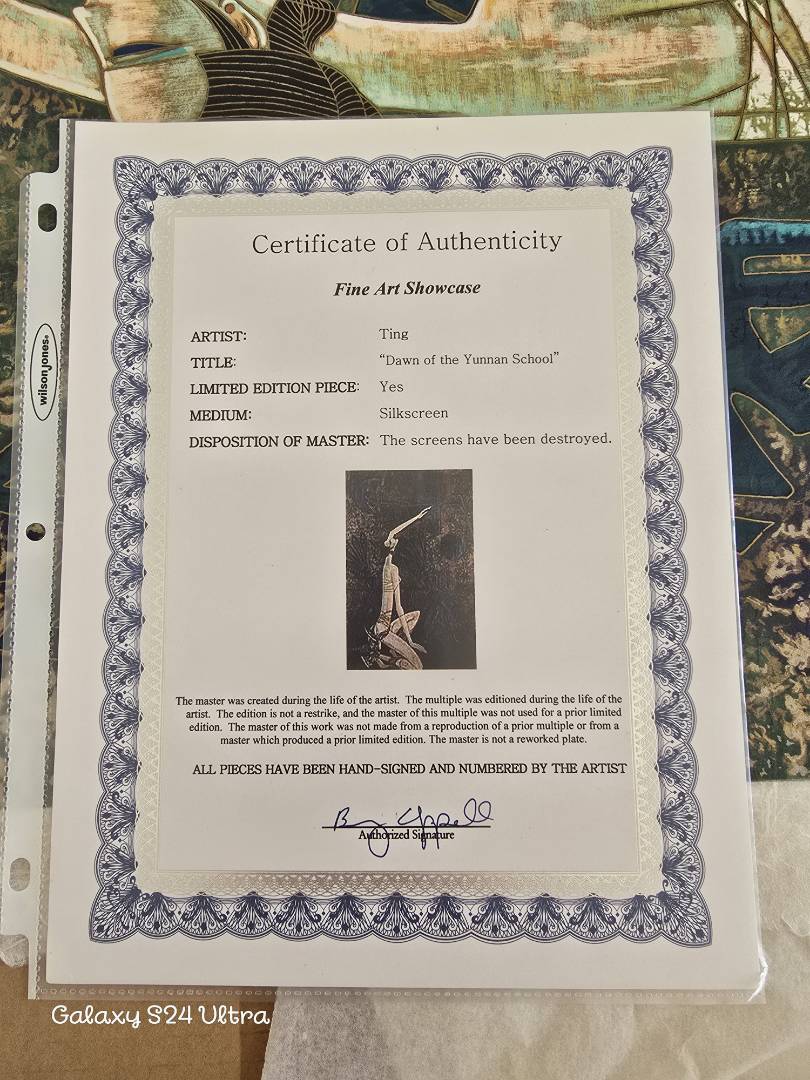 Certificate of Authenticity
Fine Art Showcase
ARTIST: Ting
TITLE: “Dawn of the Yunnan School”
LIMITED EDITION PIECE: Yes
MEDIUM: Silkscreen
DISPOSITION OF MASTER: The screens have been destroyed.
The master was created during the life of the artist. The multiple was editioned during the life of the
artist. The edition is not a restrike, and the master of this multiple was not used for a prior limited
edition. The master of this work was not made from a reproduction of a prior multiple or from a
master which produced a prior limited edition. The master is not a reworked plate.
ALL PIECES HAVE BEEN HAND-SIGNED AND NUMBERED BY THE ARTIST
Authorized Signature
wilson jones®
Galaxy S24 Ultra